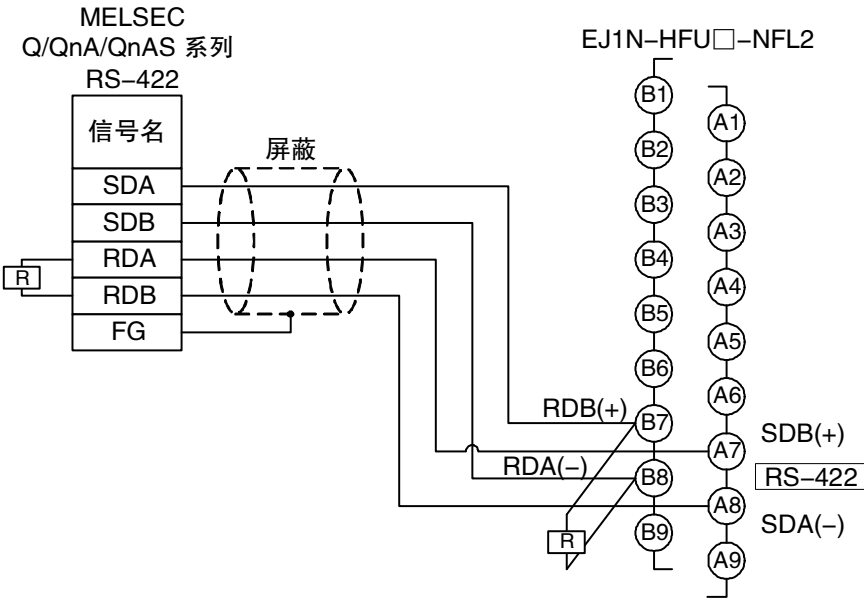 MELSEC
Q/QnA/QnAS 系列
RS-422
信号名
SDA
SDB
RDA
RDB
FG
R
屏蔽
EJ1N-HFU□-NFL2
B1
B2
B3
B4
B5
B6
B7
B8
B9
A1
A2
A3
A4
A5
A6
A7
A8
A9
RDB(+)
RDA(-)
R
SDB(+)
RS-422
SDA(-)